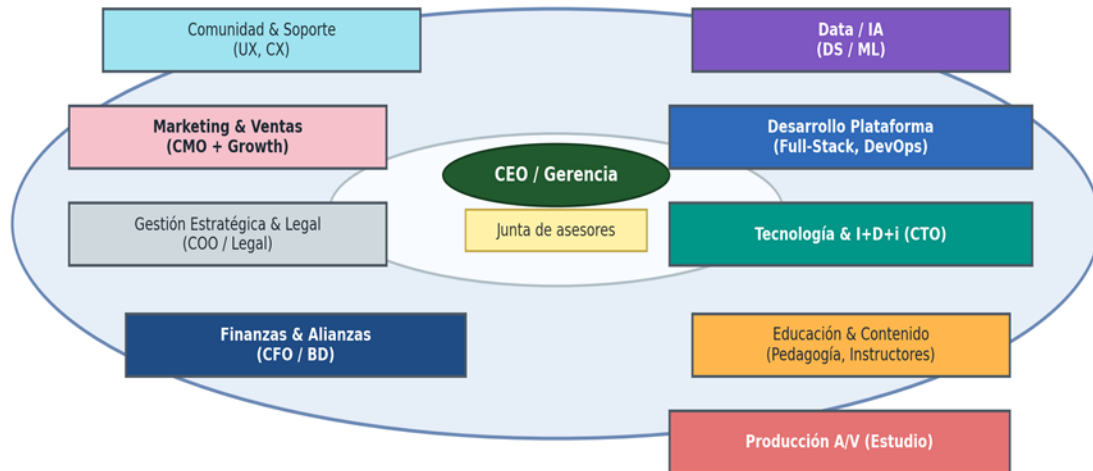 Comunidad & Soporte
(UX, CX)
Data / IA
(DS / ML)
Marketing & Ventas
(CMO + Growth)
Desarrollo Plataforma
(Full-Stack, DevOps)
CEO / Gerencia
Gestión Estratégica & Legal
(COO / Legal)
Junta de asesores
Tecnología & I+D+i (CTO)
Finanzas & Alianzas
(CFO / BD)
Educación & Contenido
(Pedagogía, Instructores)
Producción A/V (Estudio)